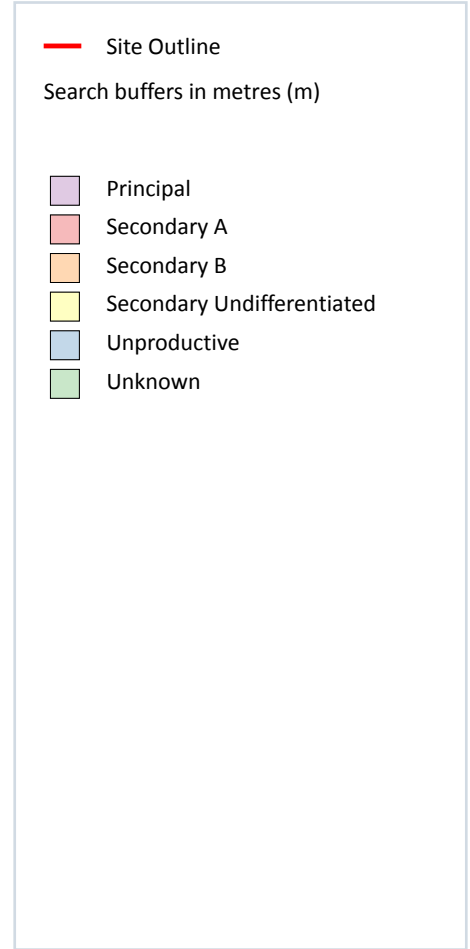 Site Outline
Search buffers in metres (m)
Principal
Secondary A
Secondary B
Secondary Undifferentiated
Unproductive
Unknown